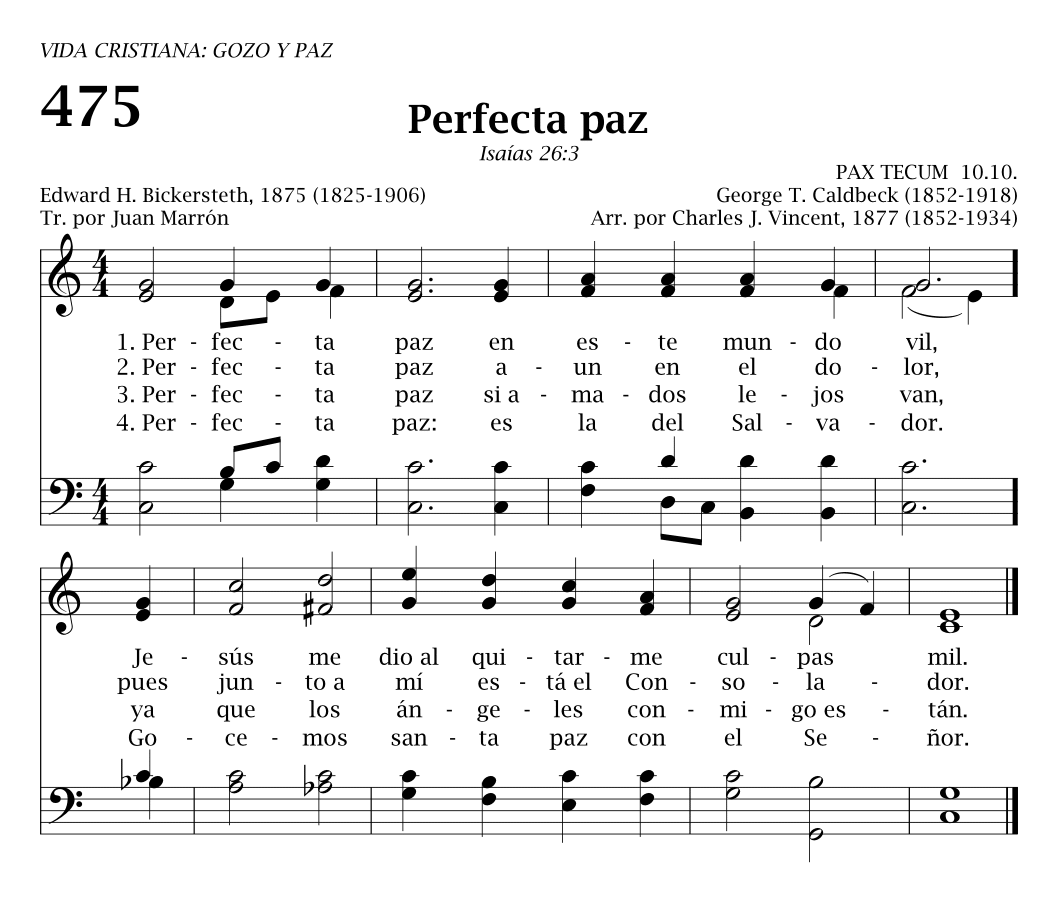 VIDA CRISTIANA: GOZO Y PAZ
475
Perfecta paz
Isaías 26:3
PAX TECUM 10.10.
Edward H. Bickersteth, 1875 (1825-1906)
George T. Caldbeck (1852-1918)
Tr. por Juan Marrón
Arr. por Charles J. Vincent, 1877 (1852-1934)
1. Per - fec - ta paz en es - te mun - do vil,
2. Per - fec - ta paz a - un en el do - lor,
3. Per - fec - ta paz si a - ma - dos le - jos van,
4. Per - fec - ta paz: es la del Sal - va - dor.
Je - sús me dio al qui - tar - me cul - pas mil.
pues jun - to a mí es - tá el Con - so - la - dor.
ya que los án - ge - les con - mi - go es - tán.
Go - ce - mos san - ta paz con el Se - ñor.